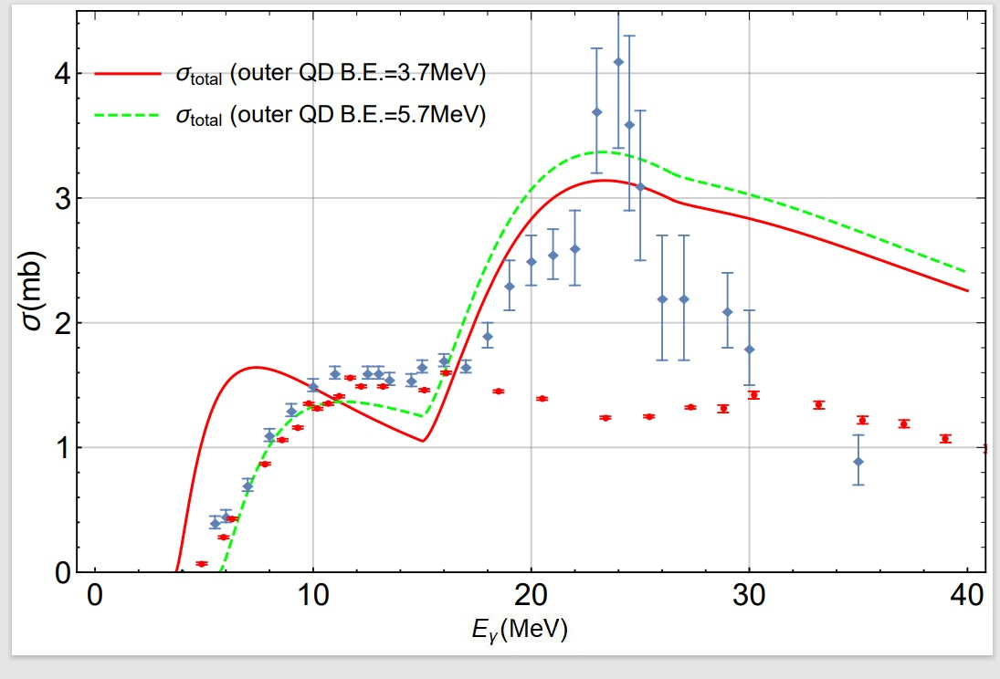 4
σtotal (outer QD B.E.=3.7MeV)
σtotal (outer QD B.E.=5.7MeV)
3
2
1
0
σ(mb)
0 10 20 30 40
Eγ(MeV)